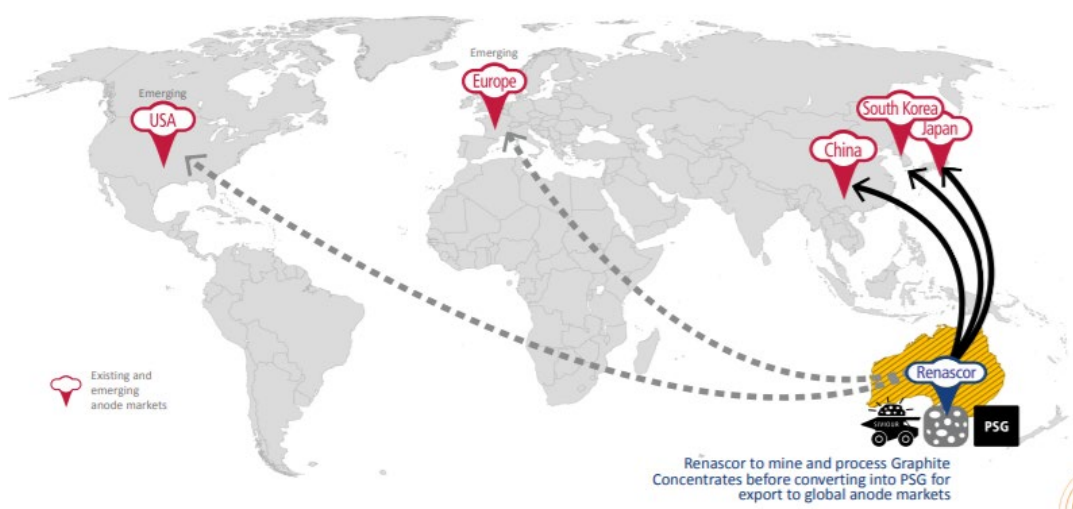 Emerging
USA
Emerging
Europe
South Korea
Japan
China
Existing and
emerging
anode markets
Renascor
SIVIOUR
PSG
Renascor to mine and process Graphite
Concentrates before converting into PSG for
export to global anode markets